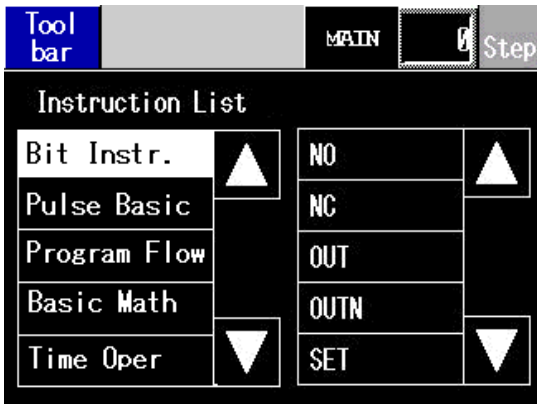 Tool bar
MAIN 0 Step
Instruction List
Bit Instr.
Pulse Basic
Program Flow
Basic Math
Time Oper
NO
NC
OUT
OUTN
SET